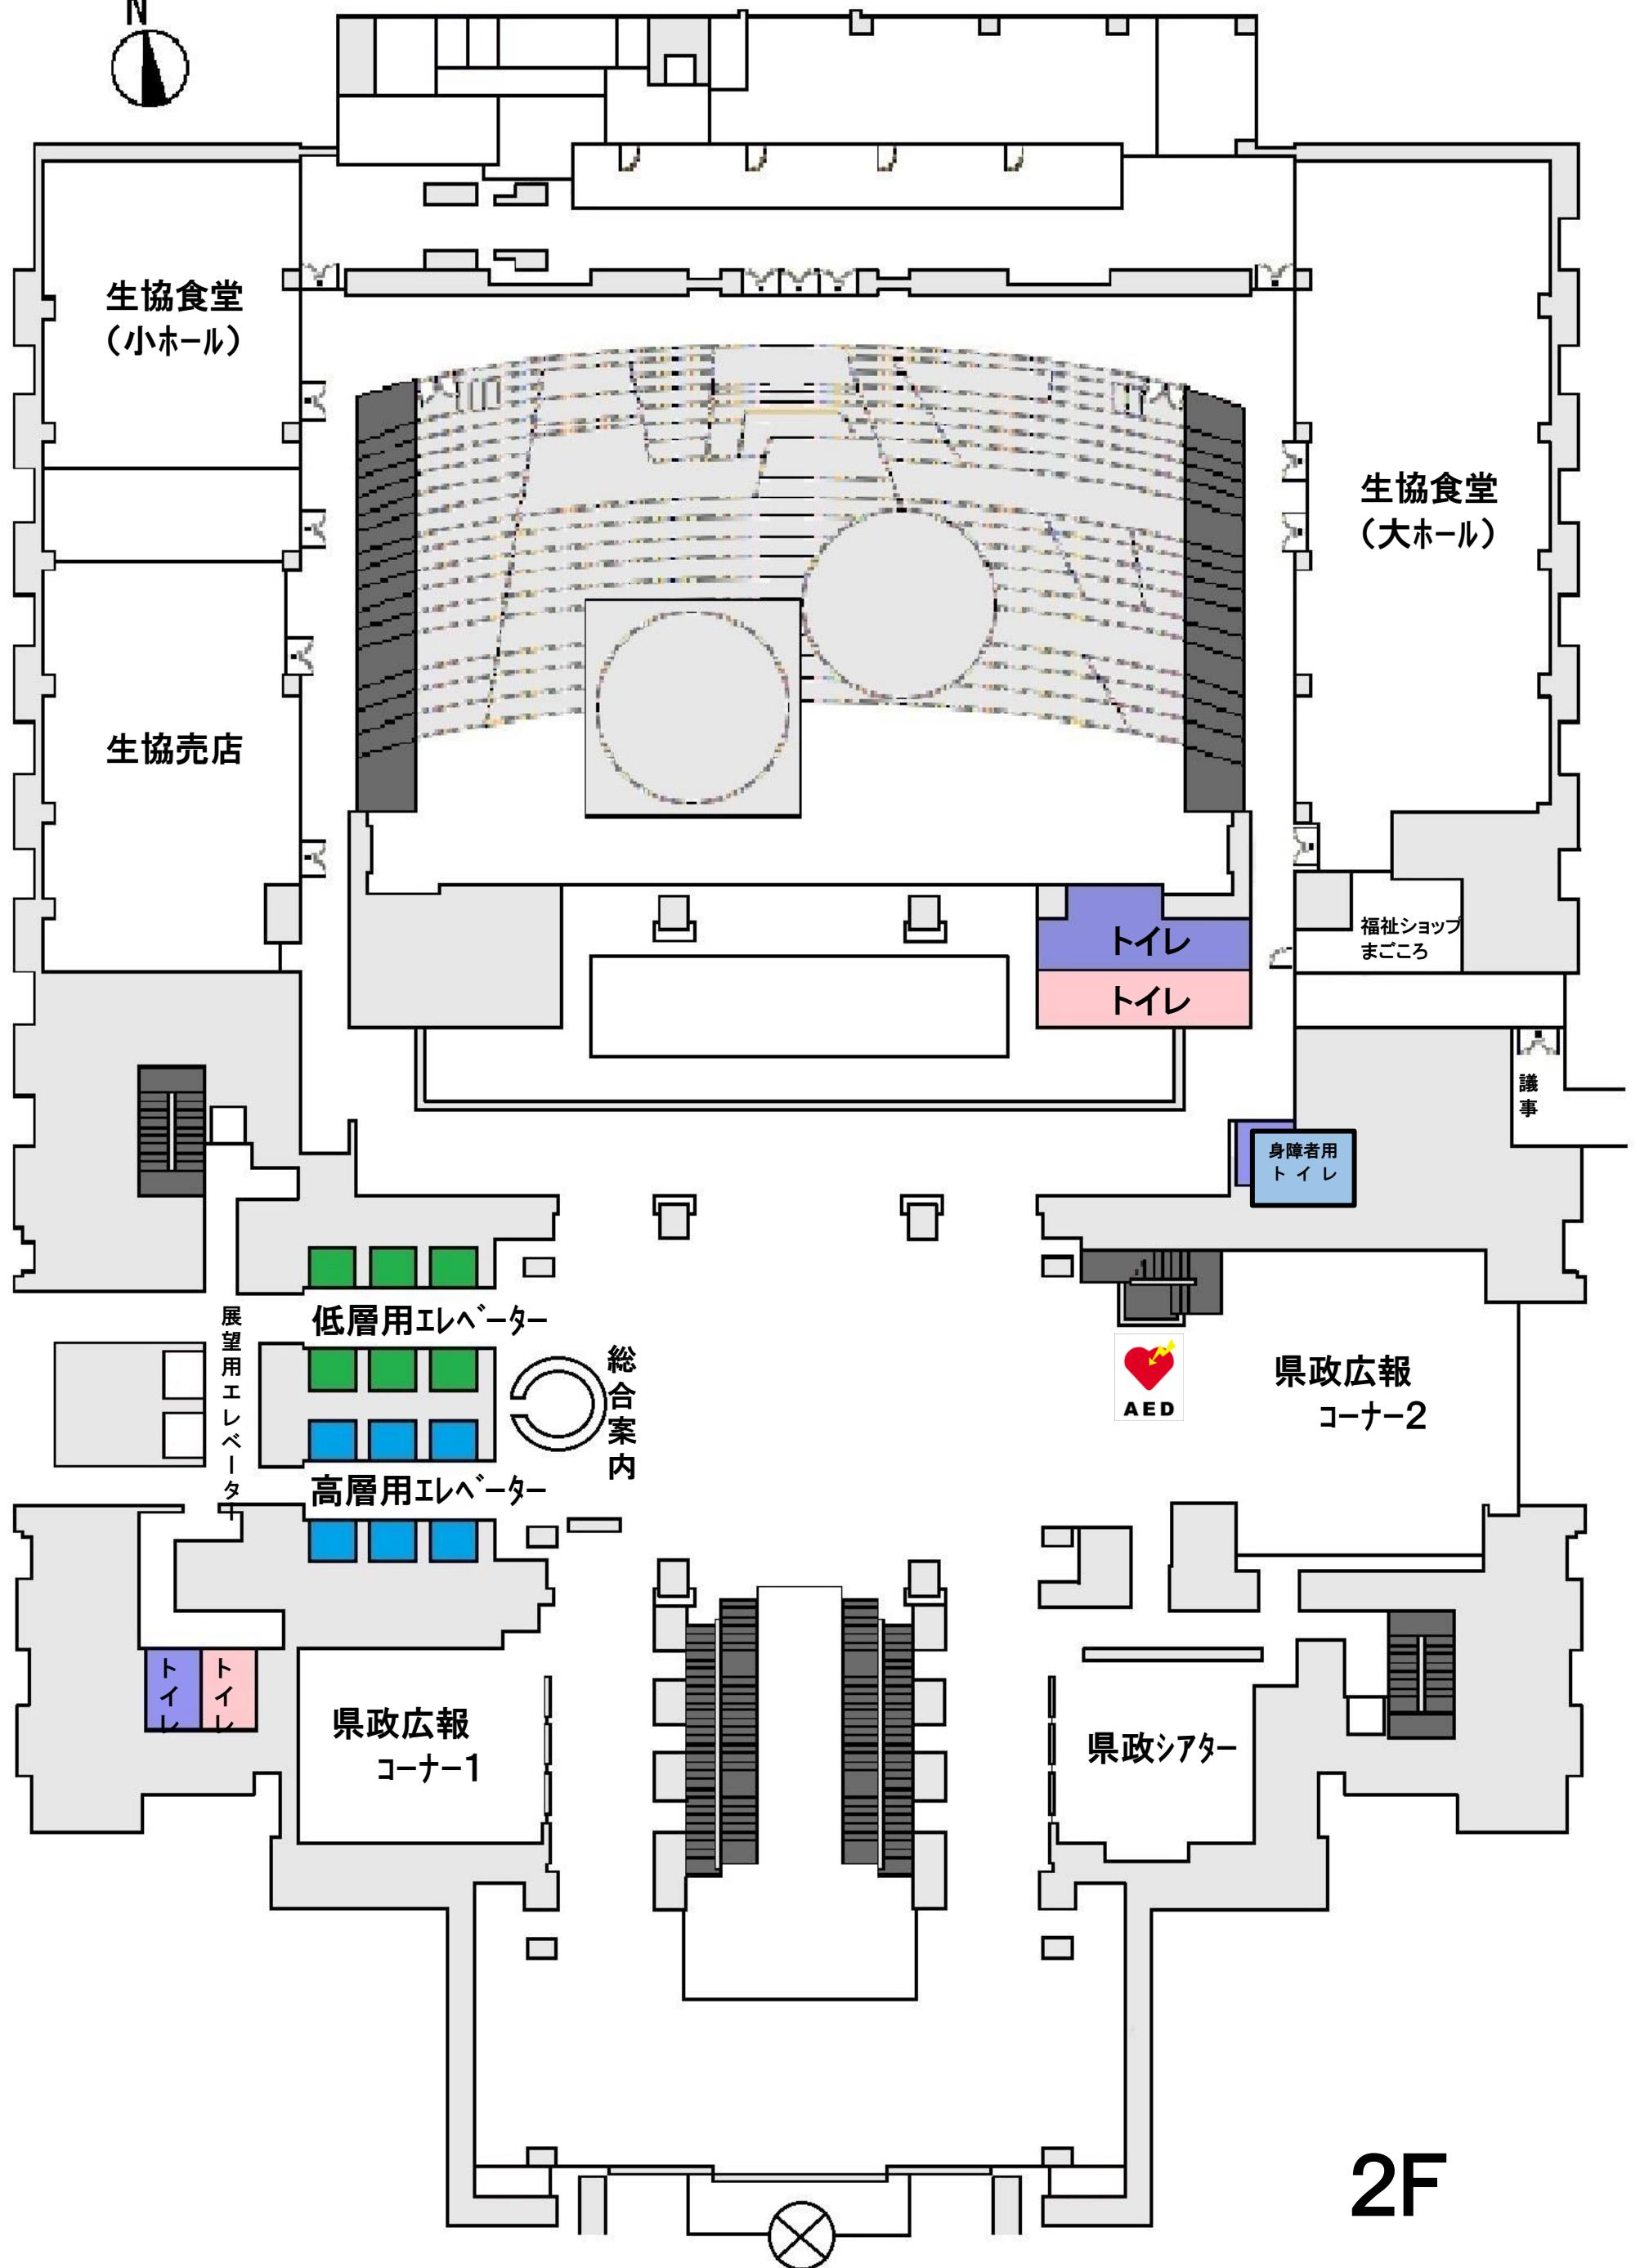 N
生協食堂
（小ホール）
生協食堂
（大ホール）
生協売店
福祉ショップ
まごころ
トイレ
トイレ
議事
身障者用
トイレ
低層用エレベーター
展望用エレベーター
総合案内
高層用エレベーター
AED
県政広報
コーナー2
トイレ
トイレ
県政広報
コーナー1
県政シアター
2F